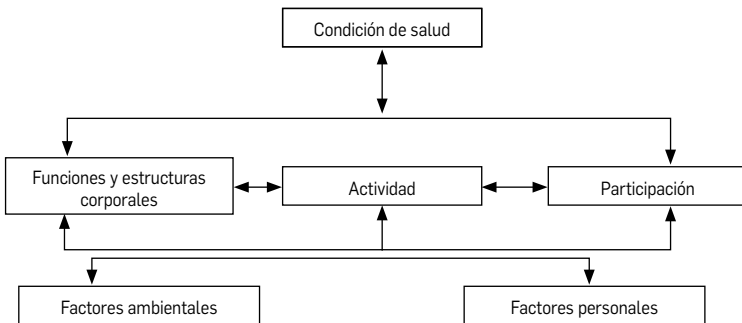 Condición de salud
Funciones y estructuras
corporales
Actividad
Participación
Factores ambientales
Factores personales